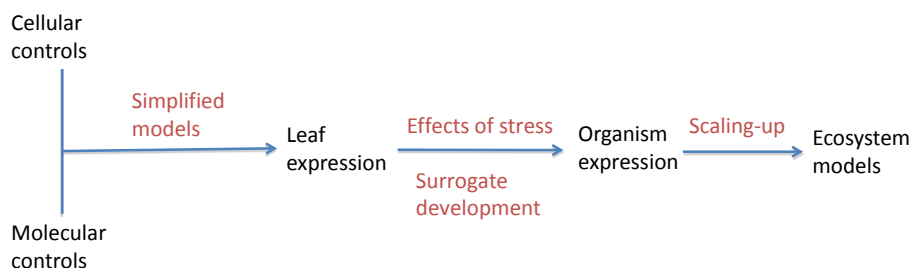 Cellular
controls
Simplified
models
Leaf
expression
Effects of stress
Surrogate
development
Organism
expression
Scaling-up
Ecosystem
models
Molecular
controls